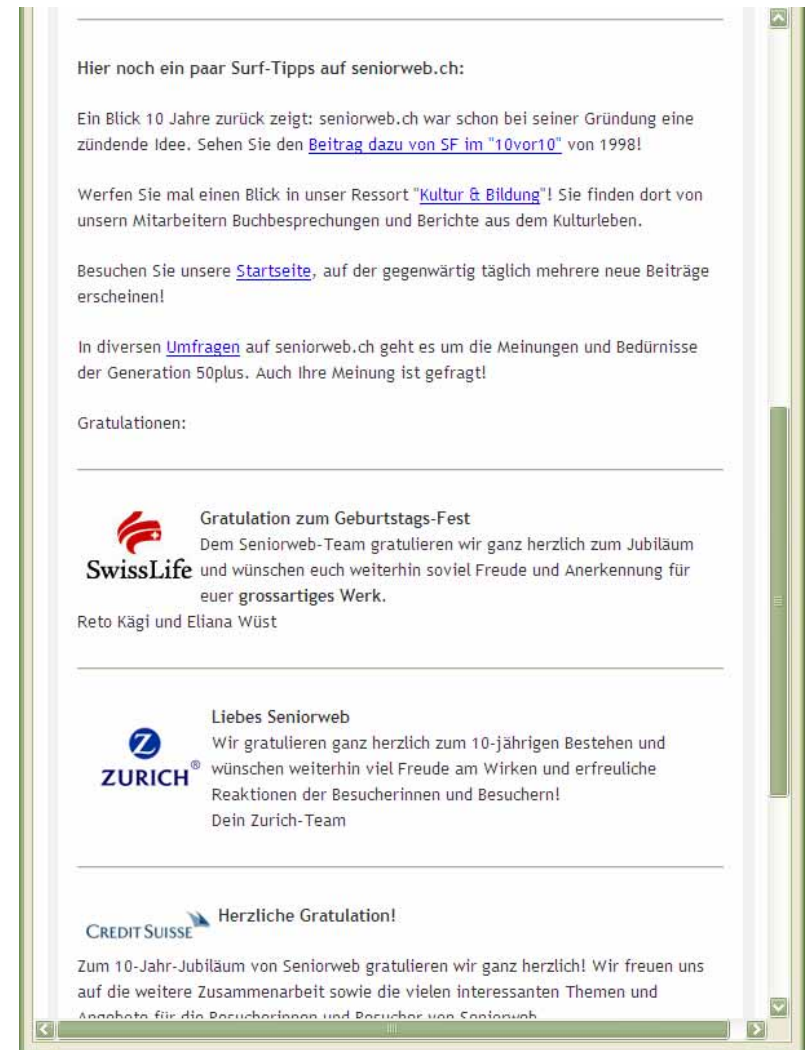 Hier noch ein paar Surf-Tipps auf seniorweb.ch:
Ein Blick 10 Jahre zurück zeigt: seniorweb.ch war schon bei seiner Gründung eine
zündende Idee. Sehen Sie den Beitrag dazu von SF im "10vor10" von 1998!
Werfen Sie mal einen Blick in unser Ressort "Kultur & Bildung"! Sie finden dort von
unsern Mitarbeitern Buchbesprechungen und Berichte aus dem Kulturleben.
Besuchen Sie unsere Startseite, auf der gegenwärtig täglich mehrere neue Beiträge
erscheinen!
In diversen Umfragen auf seniorweb.ch geht es um die Meinungen und Bedürnisse
der Generation 50plus. Auch Ihre Meinung ist gefragt!
Gratulationen:
SwissLife
Gratulation zum Geburtstags-Fest
Dem Seniorweb-Team gratulieren wir ganz herzlich zum Jubiläum
und wünschen euch weiterhin soviel Freude und Anerkennung für
euer grossartiges Werk.
Reto Kägi und Eliana Wüst
ZURICH®
Liebes Seniorweb
Wir gratulieren ganz herzlich zum 10-jährigen Bestehen und
wünschen weiterhin viel Freude am Wirken und erfreuliche
Reaktionen der Besucherinnen und Besuchern!
Dein Zurich-Team
CREDIT SUISSE
Herzliche Gratulation!
Zum 10-Jahr-Jubiläum von Seniorweb gratulieren wir ganz herzlich! Wir freuen uns
auf die weitere Zusammenarbeit sowie die vielen interessanten Themen und
Angebote für die Besucherinnen und Besucher von Seniorweb